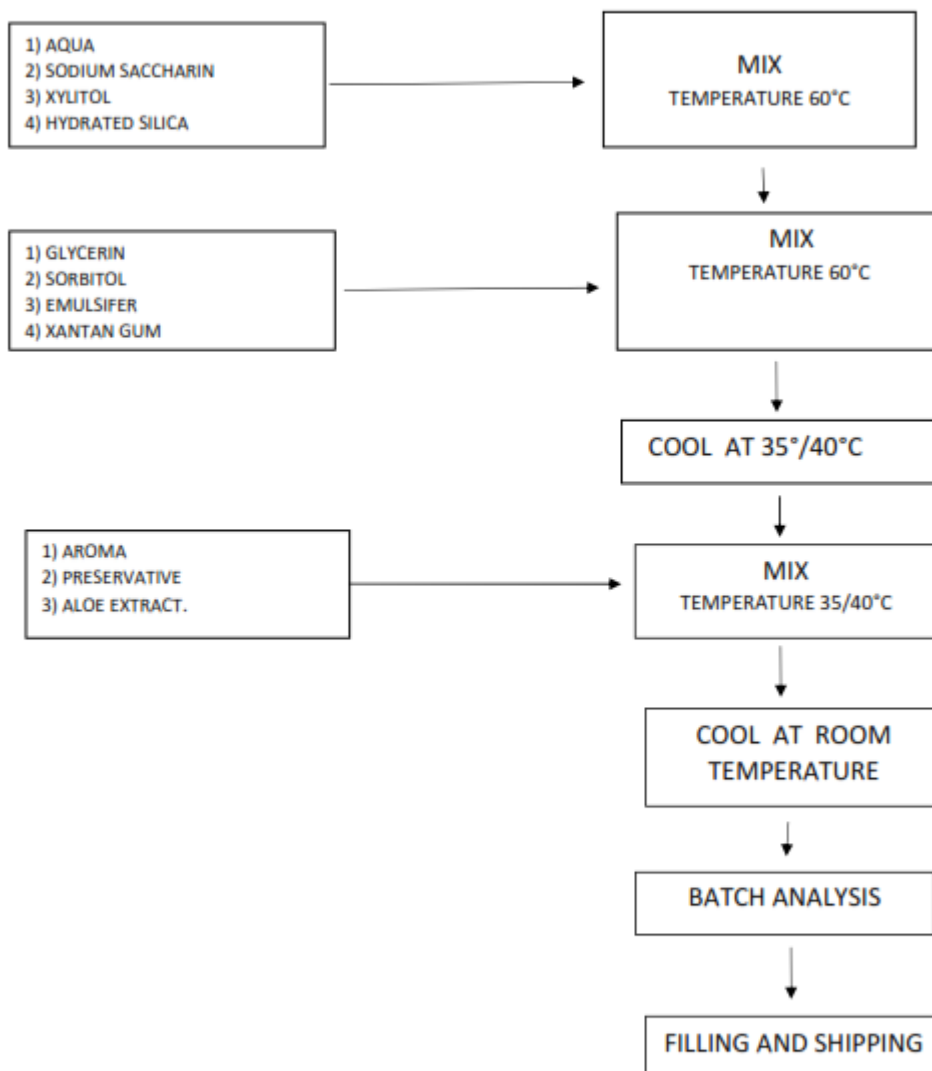 1) AQUA
2) SODIUM SACCHARIN
3) XYLITOL
4) HYDRATED SILICA
MIX
TEMPERATURE 60°C
1) GLYCERIN
2) SORBITOL
3) EMULSIFER
4) XANTAN GUM
MIX
TEMPERATURE 60°C
COOL AT 35°/40°C
1) AROMA
2) PRESERVATIVE
3) ALOE EXTRACT.
MIX
TEMPERATURE 35/40°C
COOL AT ROOM
TEMPERATURE
BATCH ANALYSIS
FILLING AND SHIPPING